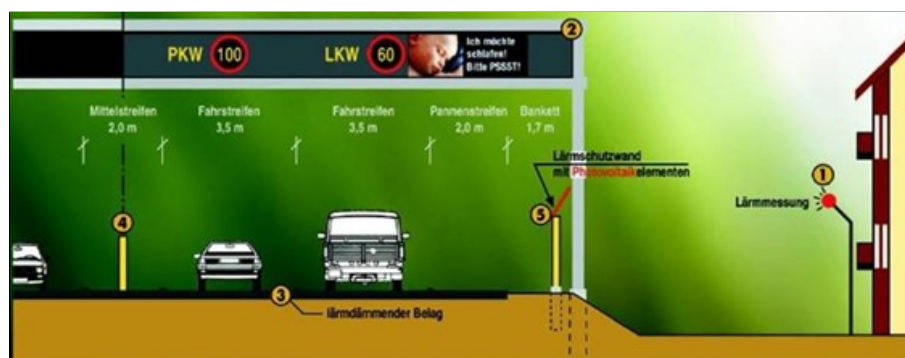 2
PKW 100 LKW 60
Ich möchte
schlafen!
Bitte PSSST!
Mittelstreifen
2,0 m
Fahrstreifen
3,5 m
Fahrstreifen
3,5 m
Pannenstreifen
2,0 m
Bankett
1,7 m
Lärmschutzwand
mit Photovoltaikelementen
1
Lärmmessung
4
5
3
lärmdämmender Belag